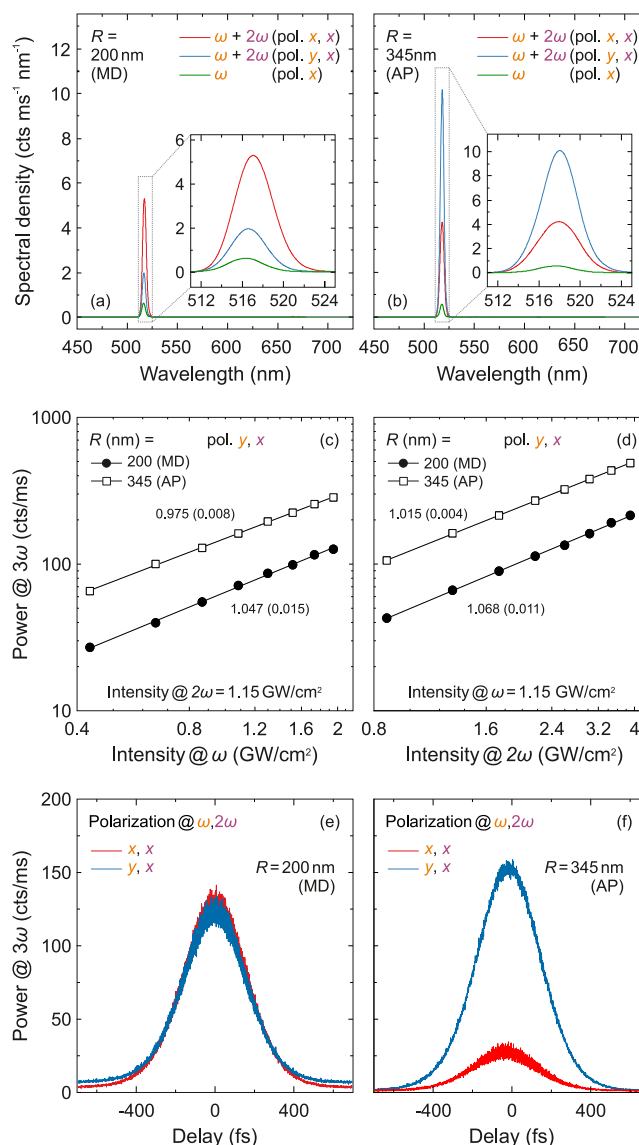 R =
200 nm
(MD)
ω + 2ω (pol. x, x)
ω + 2ω (pol. y, x)
ω (pol. x)
12
10
8
6
4
2
0
Spectral density (cts ms⁻¹ nm⁻¹)
6
4
2
0
512 516 520 524
(a)
450 500 550 600 650 700
Wavelength (nm)
R =
345nm
(AP)
ω + 2ω (pol. x, x)
ω + 2ω (pol. y, x)
ω (pol. x)
10
8
6
4
2
0
512 516 520 524
(b)
450 500 550 600 650 700
Wavelength (nm)
1000
100
10
Power @ 3ω (cts/ms)
R (nm) = pol. y, x (c)
200 (MD)
345 (AP)
0.975 (0.008)
1.047 (0.015)
Intensity @ 2ω = 1.15 GW/cm²
0.4 0.8 1.2 1.6 2
Intensity @ ω (GW/cm²)
R (nm) = pol. y, x (d)
200 (MD)
345 (AP)
1.015 (0.004)
1.068 (0.011)
Intensity @ ω = 1.15 GW/cm²
0.8 1.6 2.4 3.2 4
Intensity @ 2ω (GW/cm²)
200
150
100
50
0
Power @ 3ω (cts/ms)
Polarization @ ω,2ω (e)
x, x
y, x
R = 200 nm
(MD)
-400 0 400
Delay (fs)
Polarization @ ω,2ω (f)
x, x
y, x
R = 345 nm
(AP)
-400 0 400
Delay (fs)